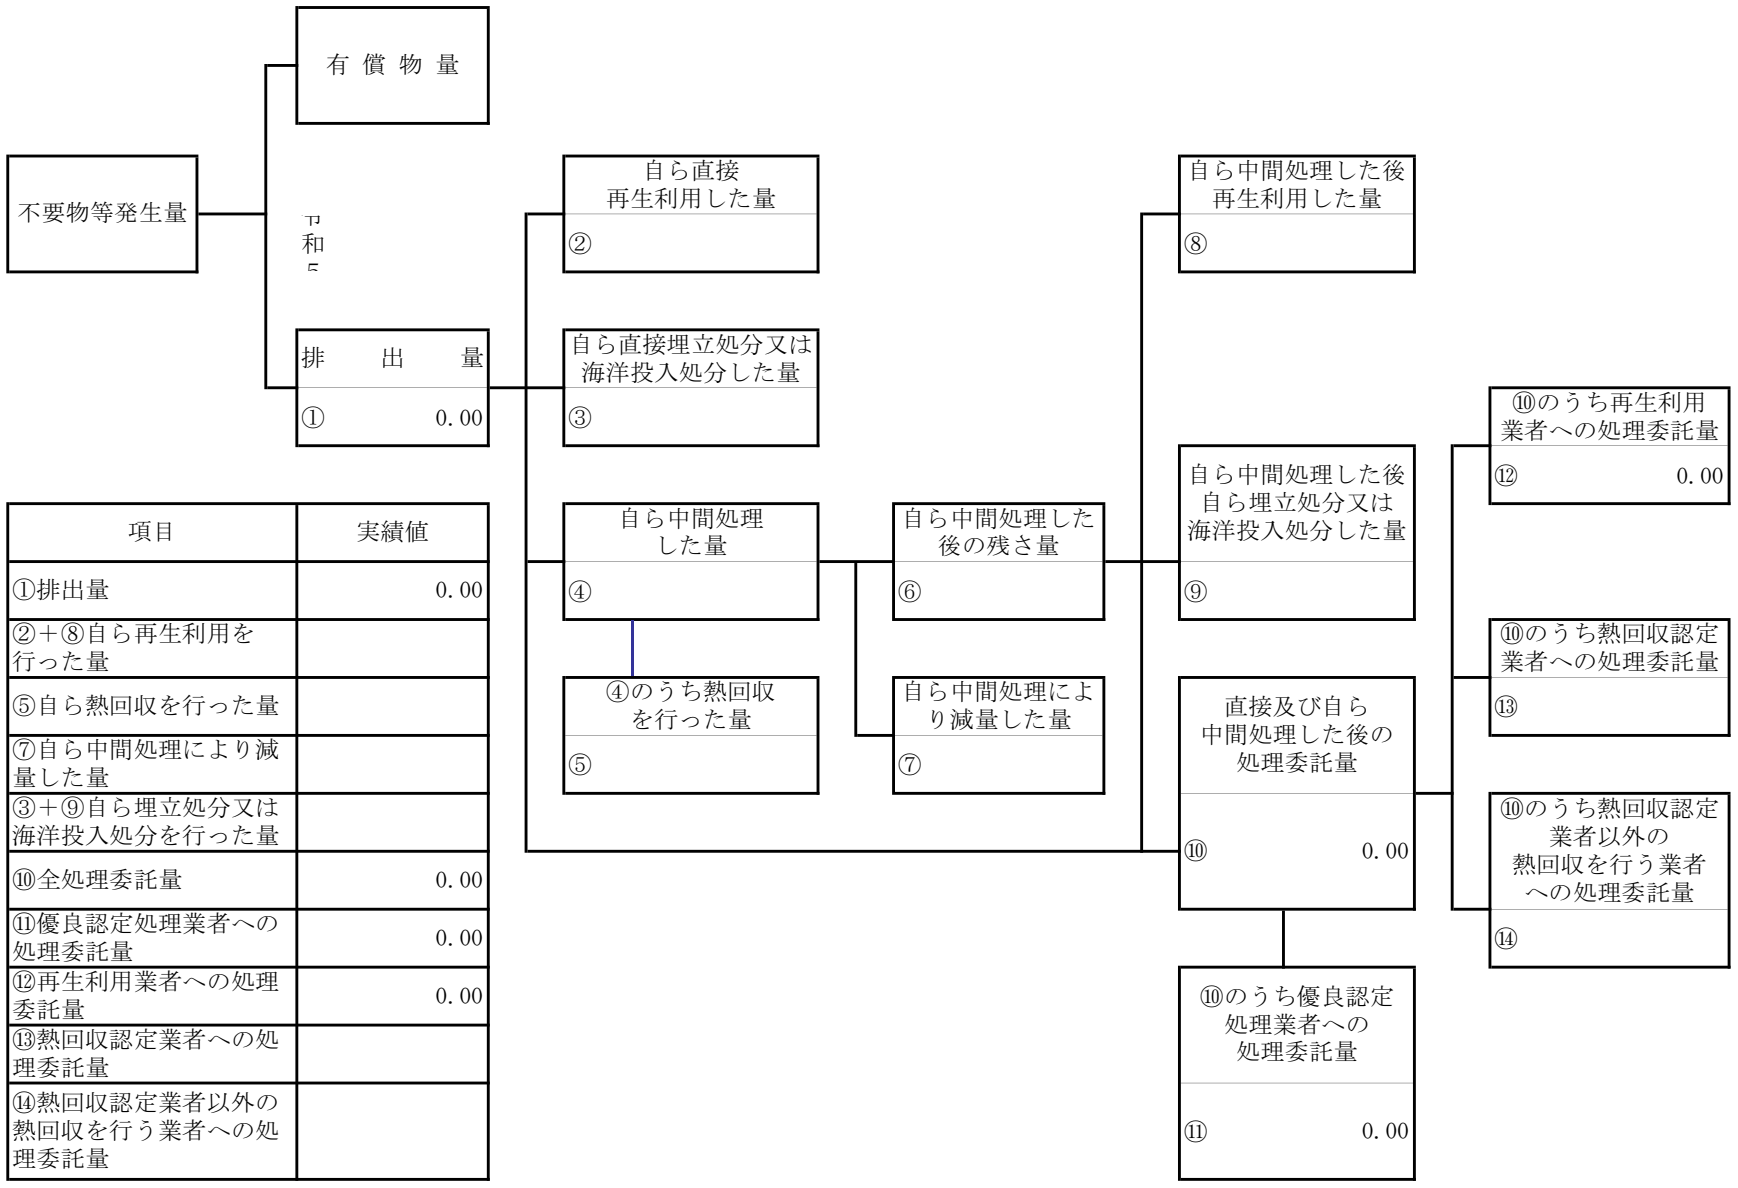 有償物量
不要物等発生量
和
排出量
① 0.00
自ら直接
再生利用した量
②
自ら直接埋立処分又は
海洋投入処分した量
③
自ら中間処理
した量
④
④のうち熱回収
を行った量
⑤
自ら中間処理した
後の残さ量
⑥
自ら中間処理によ
り減量した量
⑦
自ら中間処理した後
再生利用した量
⑧
自ら中間処理した後
自ら埋立処分又は
海洋投入処分した量
⑨
直接及び自ら
中間処理した後の
処理委託量
⑩ 0.00
⑩のうち優良認定
処理業者への
処理委託量
⑪ 0.00
⑩のうち再生利用
業者への処理委託量
⑫ 0.00
⑩のうち熱回収認定
業者への処理委託量
⑬
⑩のうち熱回収認定
業者以外の
熱回収を行う業者
への処理委託量
⑭
項目 実績値
①排出量 0.00
②+⑧自ら再生利用を
行った量
⑤自ら熱回収を行った量
⑦自ら中間処理により減
量した量
③+⑨自ら埋立処分又は
海洋投入処分を行った量
⑩全処理委託量 0.00
⑪優良認定処理業者への
処理委託量 0.00
⑫再生利用業者への処理
委託量 0.00
⑬熱回収認定業者への処
理委託量
⑭熱回収認定業者以外の
熱回収を行う業者への処
理委託量